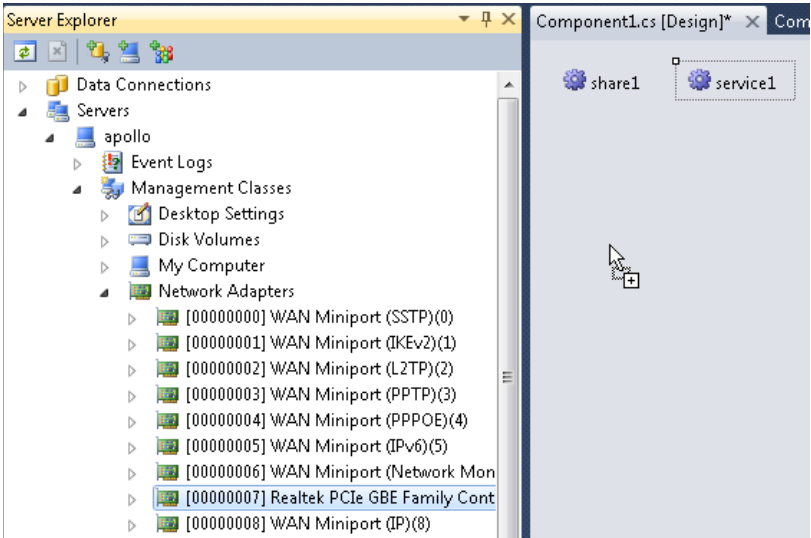 Server Explorer
Component1.cs [Design]*
Com
Data Connections
share1
service1
Servers
apollo
Event Logs
Management Classes
Desktop Settings
Disk Volumes
My Computer
Network Adapters
[00000000] WAN Miniport (SSTP)(0)
[00000001] WAN Miniport (IKEv2)(1)
[00000002] WAN Miniport (L2TP)(2)
[00000003] WAN Miniport (PPTP)(3)
[00000004] WAN Miniport (PPPOE)(4)
[00000005] WAN Miniport (IPv6)(5)
[00000006] WAN Miniport (Network Mon
[00000007] Realtek PCIe GBE Family Cont
[00000008] WAN Miniport (IP)(8)